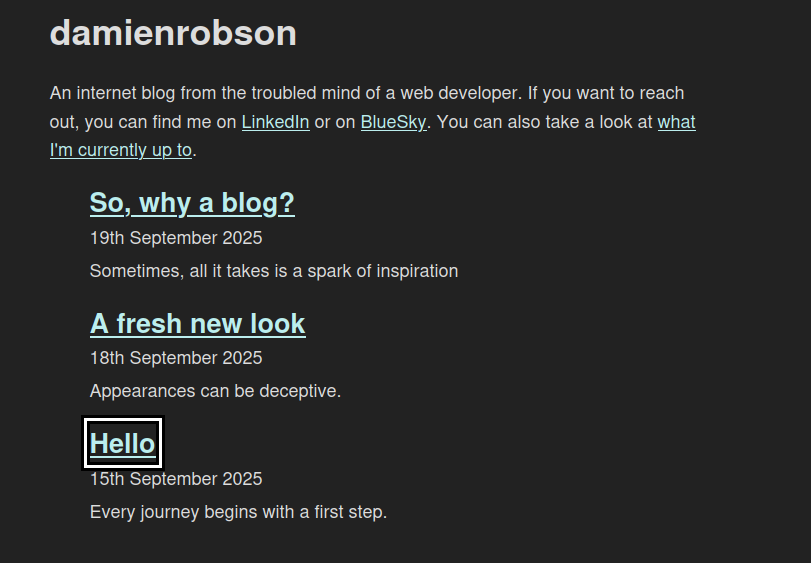 damienrobson
An internet blog from the troubled mind of a web developer. If you want to reach
out, you can find me on LinkedIn or on BlueSky. You can also take a look at what
I'm currently up to.
So, why a blog?
19th September 2025
Sometimes, all it takes is a spark of inspiration
A fresh new look
18th September 2025
Appearances can be deceptive.
Hello
15th September 2025
Every journey begins with a first step.